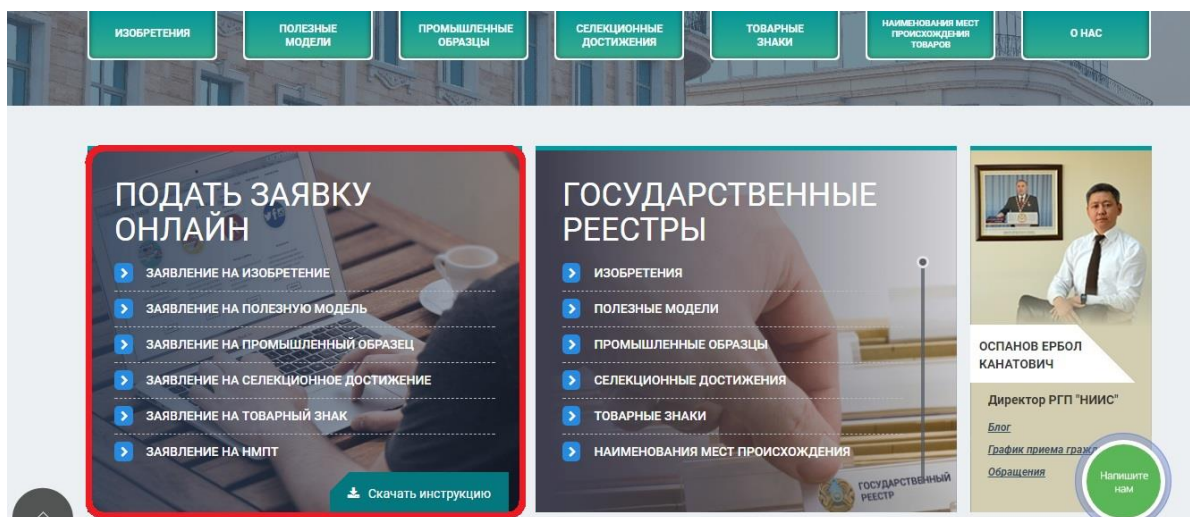 ИЗОБРЕТЕНИЯ
ПОЛЕЗНЫЕ
МОДЕЛИ
ПРОМЫШЛЕННЫЕ
ОБРАЗЦЫ
СЕЛЕКЦИОННЫЕ
ДОСТИЖЕНИЯ
ТОВАРНЫЕ
ЗНАКИ
НАИМЕНОВАНИЯ МЕСТ
ПРОИСХОЖДЕНИЯ
ТОВАРОВ
О НАС
ПОДАТЬ ЗАЯВКУ
ОНЛАЙН
ЗАЯВЛЕНИЕ НА ИЗОБРЕТЕНИЕ
ЗАЯВЛЕНИЕ НА ПОЛЕЗНУЮ МОДЕЛЬ
ЗАЯВЛЕНИЕ НА ПРОМЫШЛЕННЫЙ ОБРАЗЕЦ
ЗАЯВЛЕНИЕ НА СЕЛЕКЦИОННОЕ ДОСТИЖЕНИЕ
ЗАЯВЛЕНИЕ НА ТОВАРНЫЙ ЗНАК
ЗАЯВЛЕНИЕ НА НМПТ
Скачать инструкцию
ГОСУДАРСТВЕННЫЕ
РЕЕСТРЫ
ИЗОБРЕТЕНИЯ
ПОЛЕЗНЫЕ МОДЕЛИ
ПРОМЫШЛЕННЫЕ ОБРАЗЦЫ
СЕЛЕКЦИОННЫЕ ДОСТИЖЕНИЯ
ТОВАРНЫЕ ЗНАКИ
НАИМЕНОВАНИЯ МЕСТ ПРОИСХОЖДЕНИЯ
ГОСУДАРСТВЕННЫЙ
РЕЕСТР
ОСПАНОВ ЕРБОЛ
КАНАТОВИЧ
Директор РГП "НИИС"
Блог
График приема
Обращения
Напишите
нам